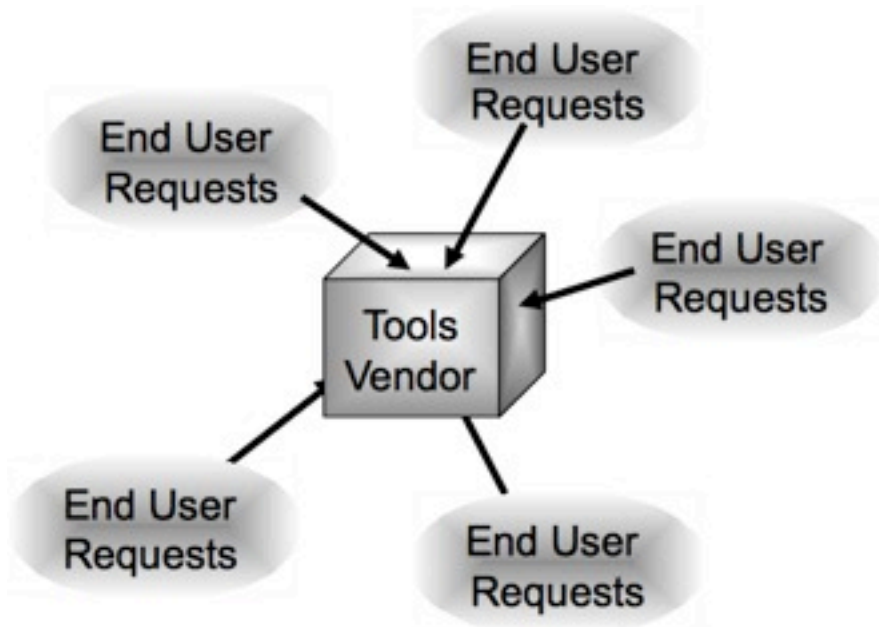 End User
Requests
End User
Requests
End User
Requests
Tools
Vendor
End User
Requests
End User
Requests